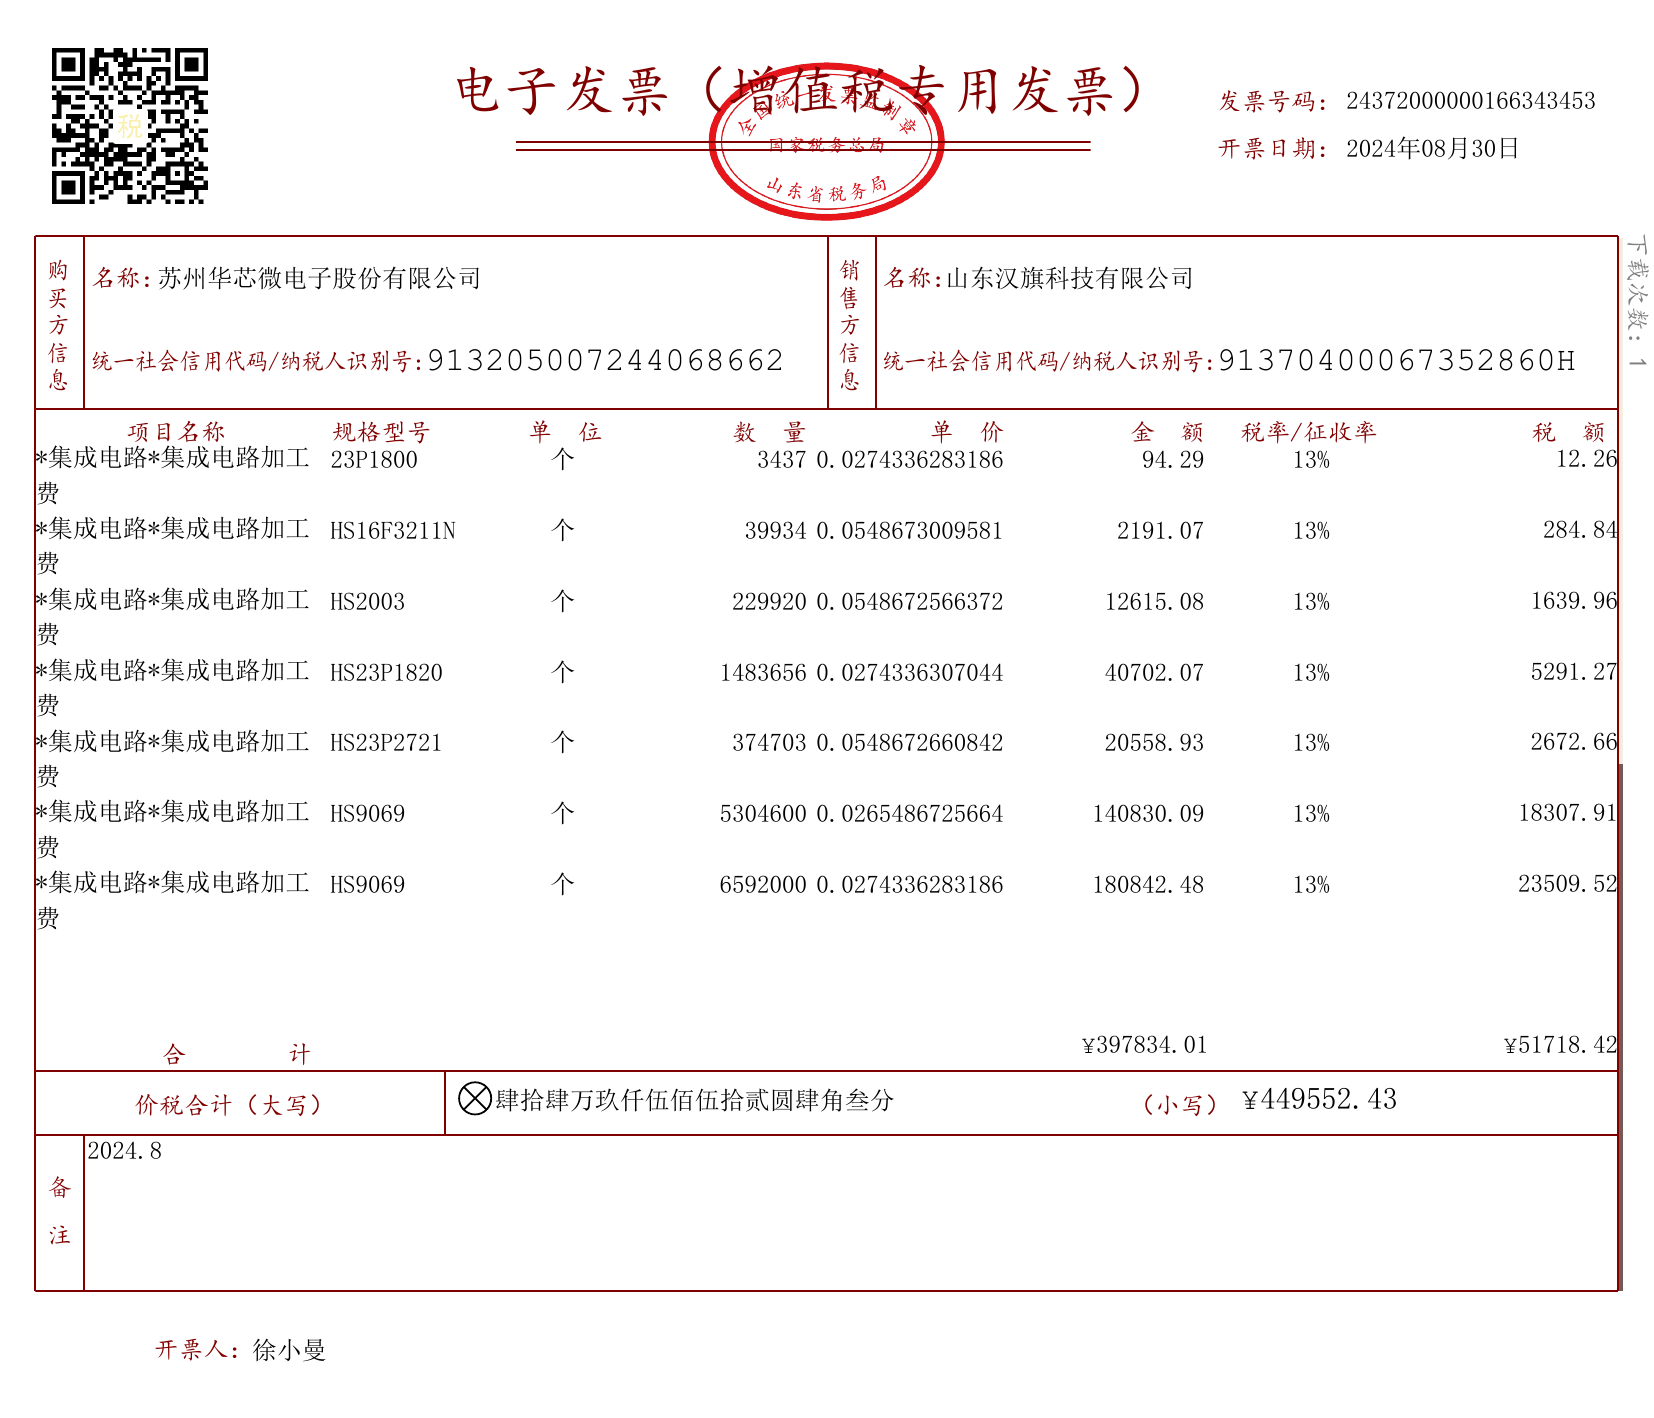 电子发票（增值税专用发票）
全国统一发票监制章
国家税务总局
山东省税务局
税
发票号码：24372000000166343453
开票日期：2024年08月30日
下载次数：1
购买方信息
名称：苏州华芯微电子股份有限公司
统一社会信用代码/纳税人识别号：913205007244068662
销售方信息
名称：山东汉旗科技有限公司
统一社会信用代码/纳税人识别号：91370400067352860H
项目名称 规格型号 单 位 数 量 单 价 金 额 税率/征收率 税 额
*集成电路*集成电路加工 23P1800 个 3437 0.0274336283186 94.29 13% 12.26
费
*集成电路*集成电路加工 HS16F3211N 个 39934 0.0548673009581 2191.07 13% 284.84
费
*集成电路*集成电路加工 HS2003 个 229920 0.0548672566372 12615.08 13% 1639.96
费
*集成电路*集成电路加工 HS23P1820 个 1483656 0.0274336307044 40702.07 13% 5291.27
费
*集成电路*集成电路加工 HS23P2721 个 374703 0.0548672660842 20558.93 13% 2672.66
费
*集成电路*集成电路加工 HS9069 个 5304600 0.0265486725664 140830.09 13% 18307.91
费
*集成电路*集成电路加工 HS9069 个 6592000 0.0274336283186 180842.48 13% 23509.52
费
合 计 ¥397834.01 ¥51718.42
价税合计（大写） 肆拾肆万玖仟伍佰伍拾贰圆肆角叁分 （小写） ¥449552.43
备注
2024.8
开票人：徐小曼